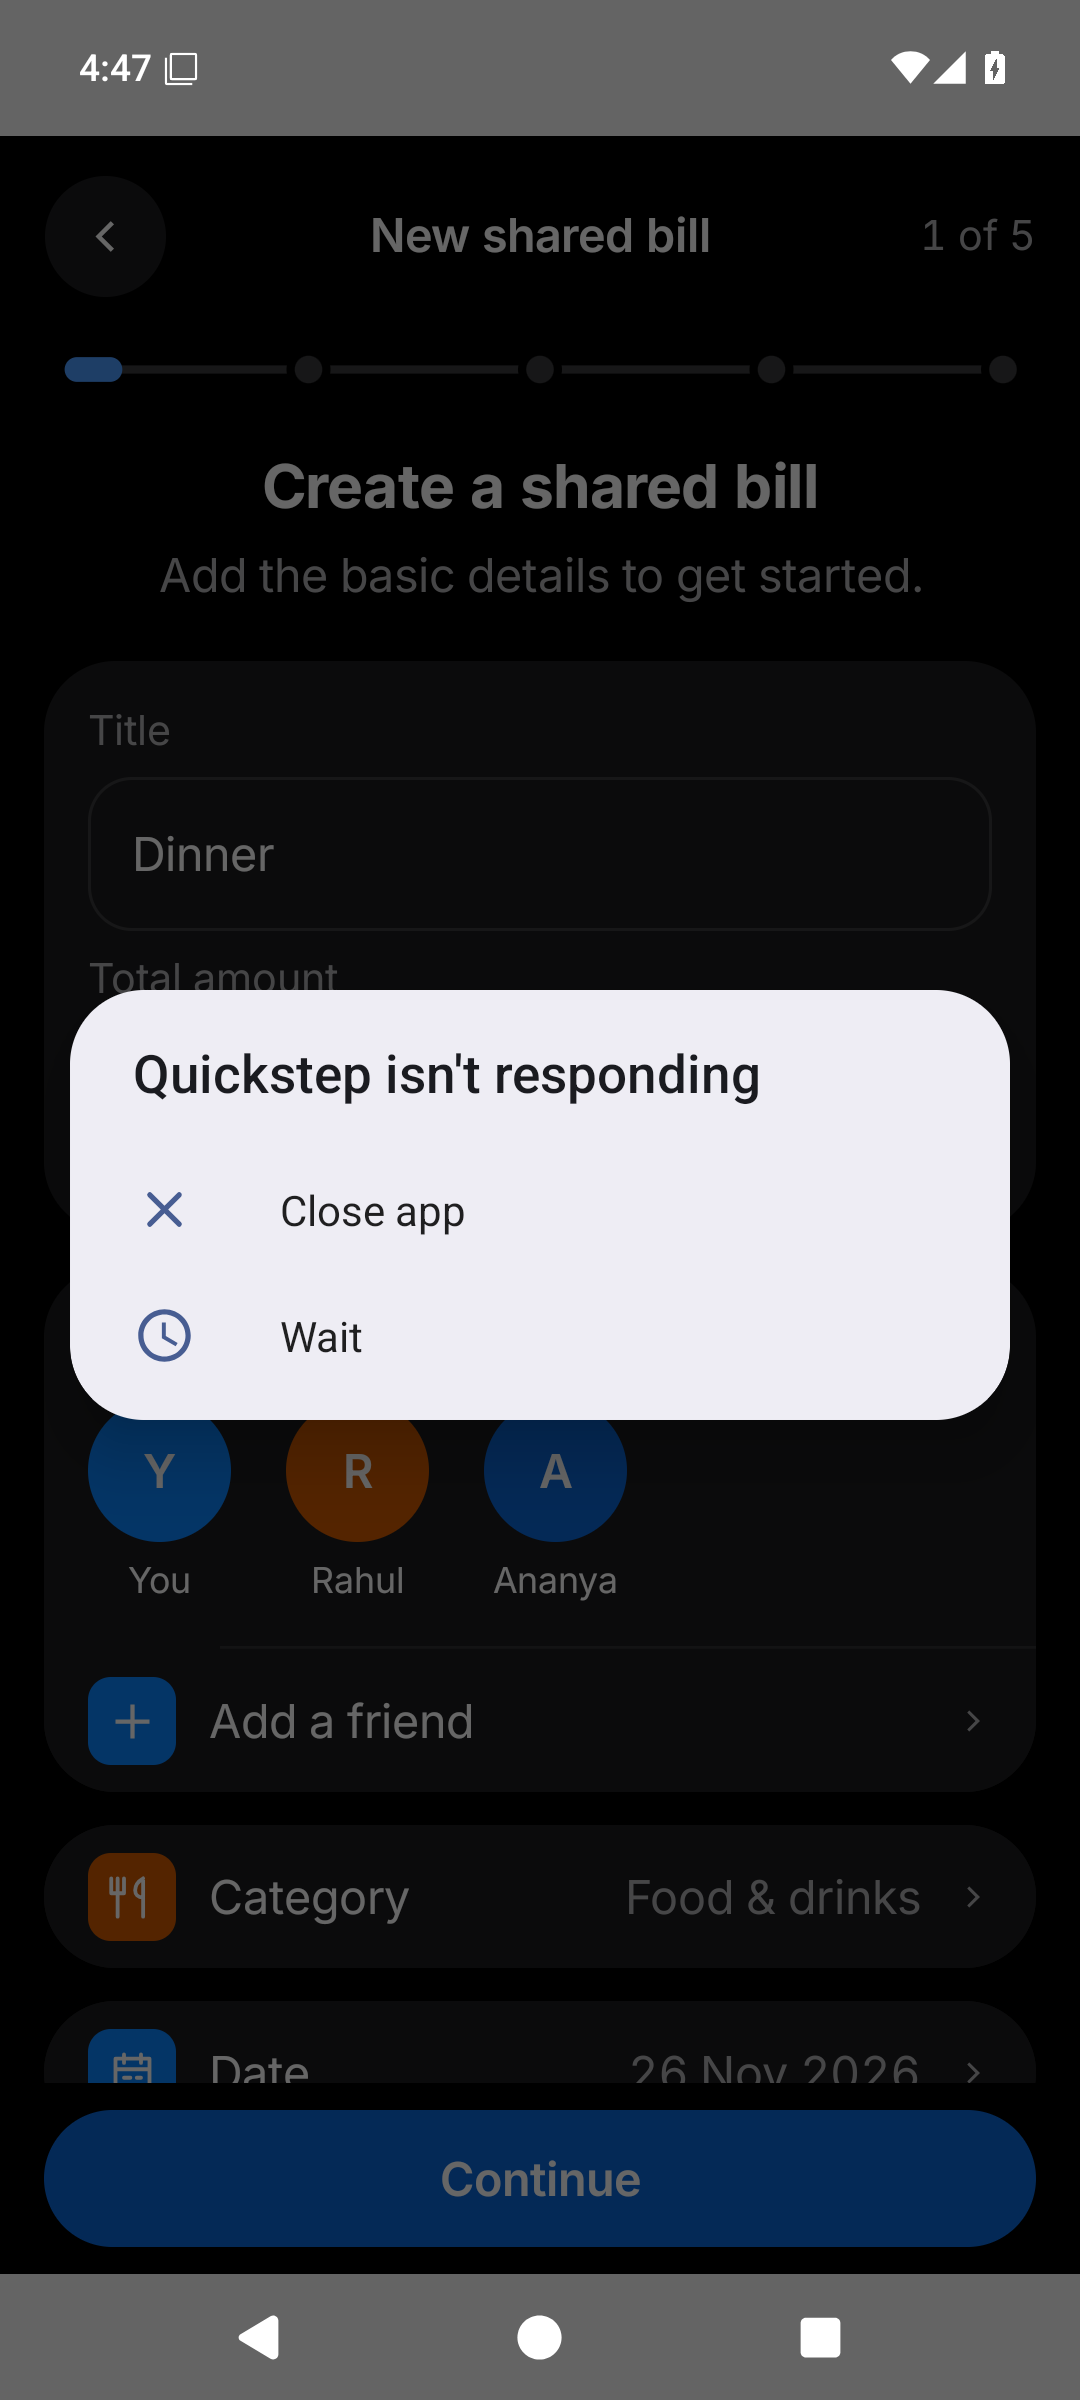 4:47
New shared bill
1 of 5
Create a shared bill
Add the basic details to get started.
Title
Dinner
Total amount
Quickstep isn't responding
Close app
Wait
Y
R
A
You
Rahul
Ananya
Add a friend
Category
Food & drinks
Date
26 Nov 2026
Continue